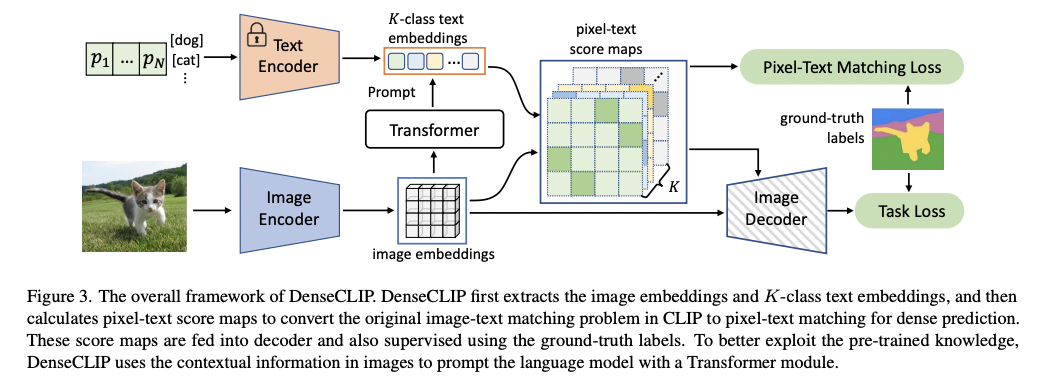 p1 ... pN
[dog]
[cat]
⋮
Text
Encoder
K-class text
embeddings
...
Prompt
Transformer
pixel-text
score maps
K
Pixel-Text Matching Loss
ground-truth
labels
Image
Encoder
image embeddings
Image
Decoder
Task Loss
Figure 3. The overall framework of DenseCLIP. DenseCLIP first extracts the image embeddings and K-class text embeddings, and then
calculates pixel-text score maps to convert the original image-text matching problem in CLIP to pixel-text matching for dense prediction.
These score maps are fed into decoder and also supervised using the ground-truth labels. To better exploit the pre-trained knowledge,
DenseCLIP uses the contextual information in images to prompt the language model with a Transformer module.